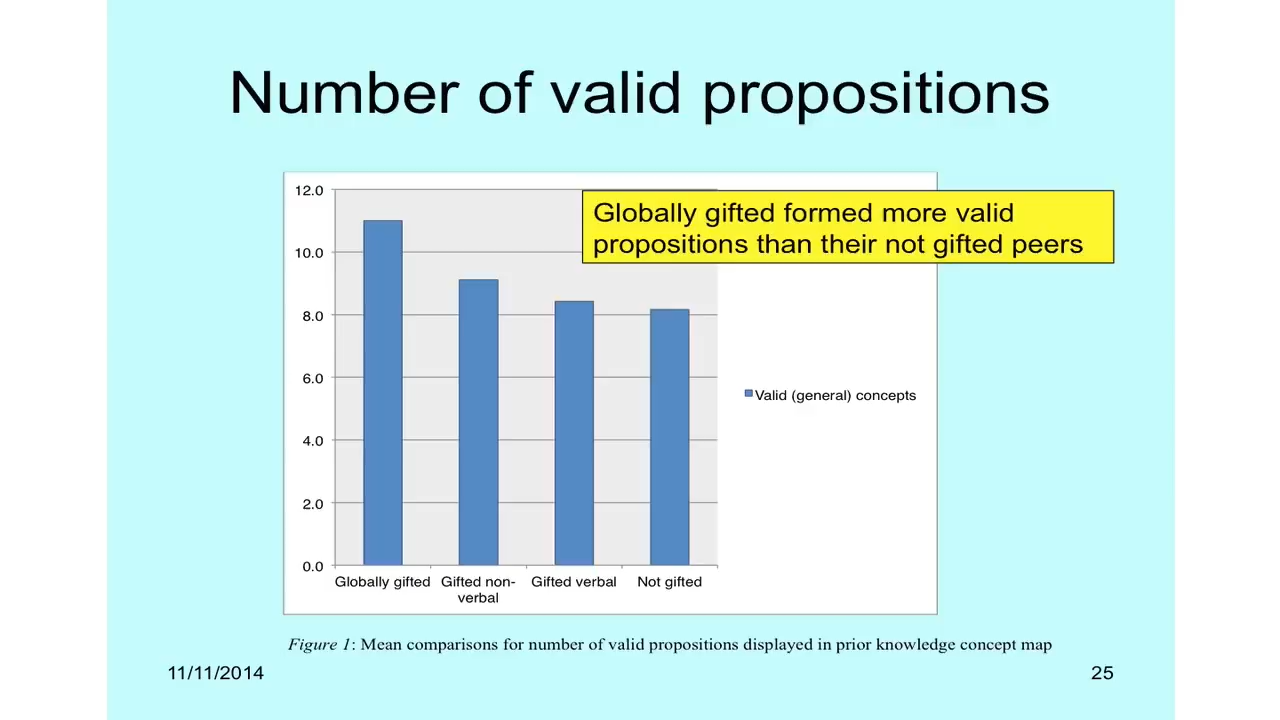 Number of valid propositions
12.0
10.0
8.0
6.0
4.0
2.0
0.0
Globally gifted formed more valid
propositions than their not gifted peers
Valid (general) concepts
Globally gifted
Gifted non-
verbal
Gifted verbal
Not gifted
Figure 1: Mean comparisons for number of valid propositions displayed in prior knowledge concept map
11/11/2014
25